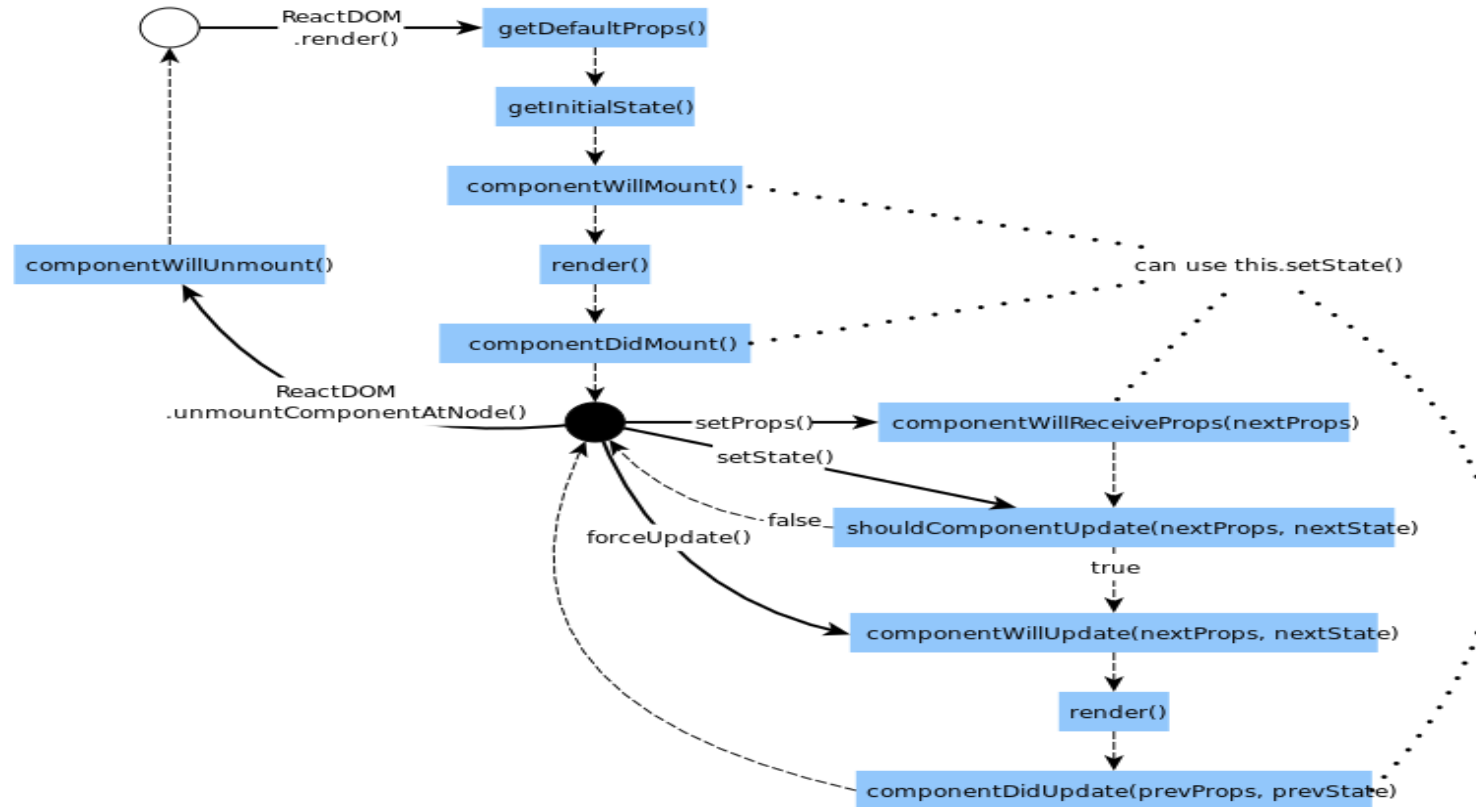 ReactDOM
.render()
getDefaultProps()
getInitialState()
componentWillMount()
componentWillUnmount()
render()
can use this.setState()
componentDidMount()
ReactDOM
.unmountComponentAtNode()
setProps()
componentWillReceiveProps(nextProps)
setState()
false
shouldComponentUpdate(nextProps, nextState)
forceUpdate()
true
componentWillUpdate(nextProps, nextState)
render()
componentDidUpdate(prevProps, prevState)